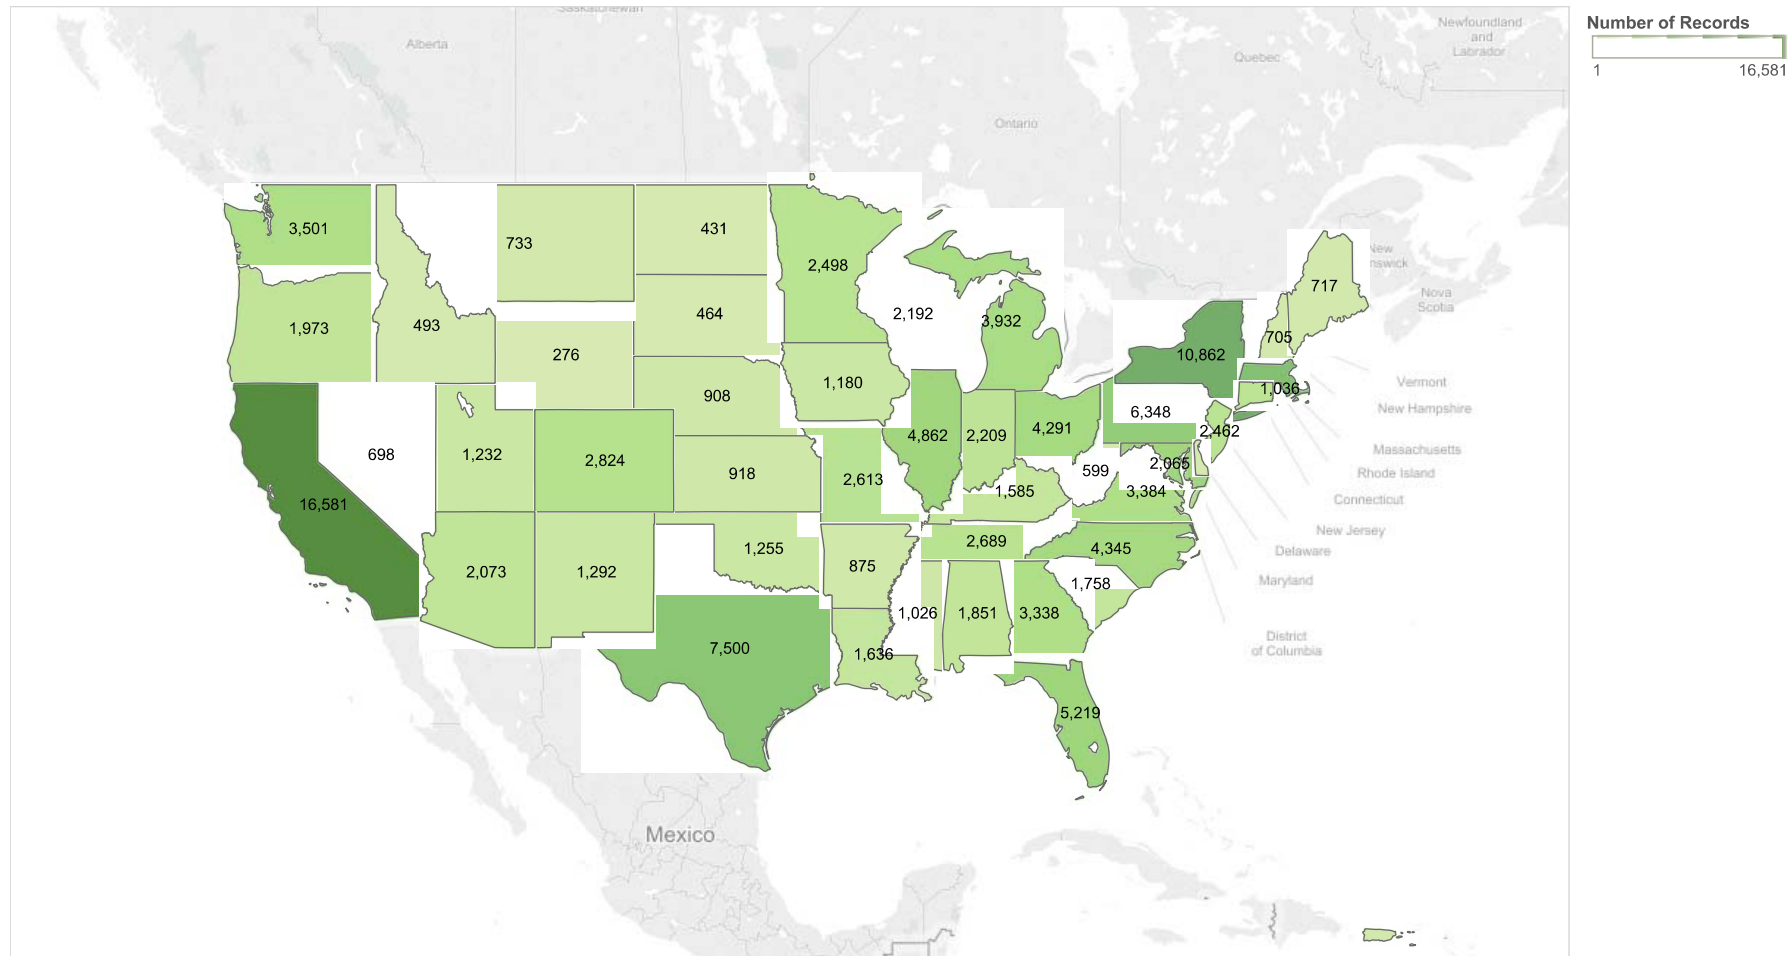 Saskatchewan
Number of Records
1
16,581
Newfoundland
and
Labrador
Alberta
Quebec
Ontario
3,501
733
431
2,498
New
nswick
717
Nova
Scotia
1,973
493
464
2,192
3,932
705
276
10,862
1,180
1,036
Vermont
908
6,348
New Hampshire
698
1,232
2,824
4,862
2,209
4,291
2,462
Massachusetts
918
2,613
599
2,065
Rhode Island
16,581
1,585
3,384
Connecticut
New Jersey
1,255
2,689
4,345
Delaware
2,073
1,292
875
1,758
Maryland
1,026
1,851
3,338
District
of Columbia
7,500
1,636
5,219
Mexico